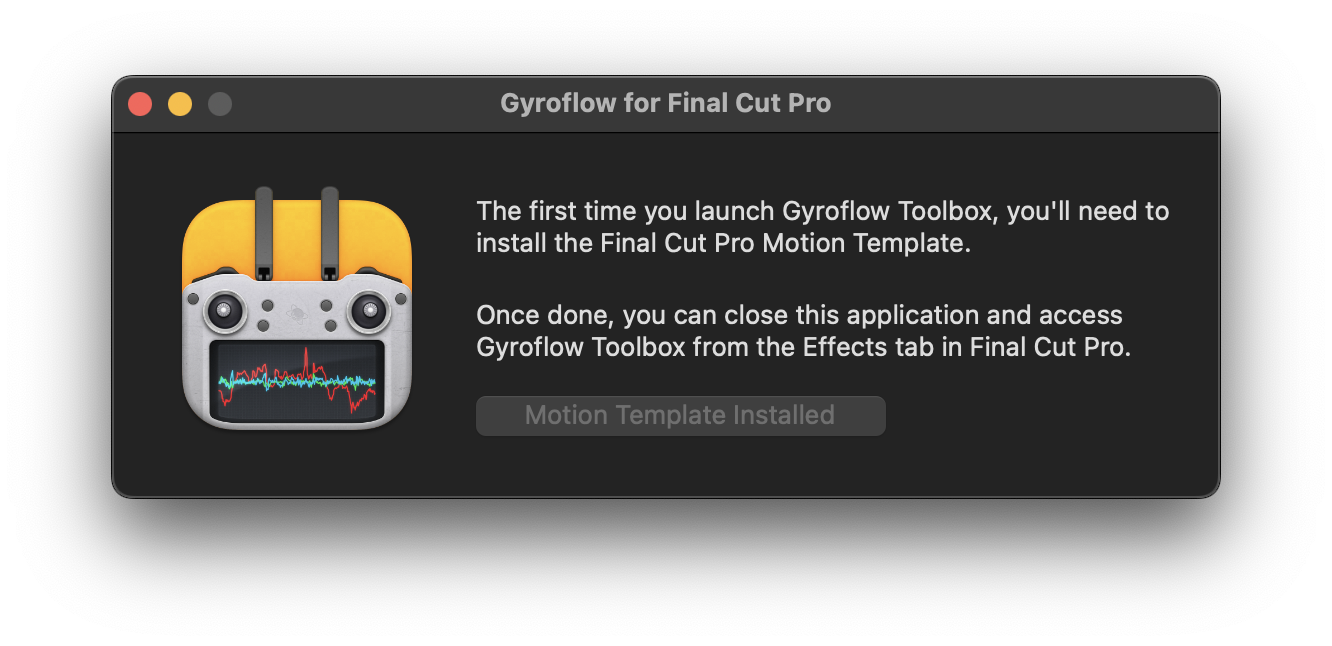 Gyroflow for Final Cut Pro
The first time you launch Gyroflow Toolbox, you'll need to
install the Final Cut Pro Motion Template.
Once done, you can close this application and access
Gyroflow Toolbox from the Effects tab in Final Cut Pro.
Motion Template Installed